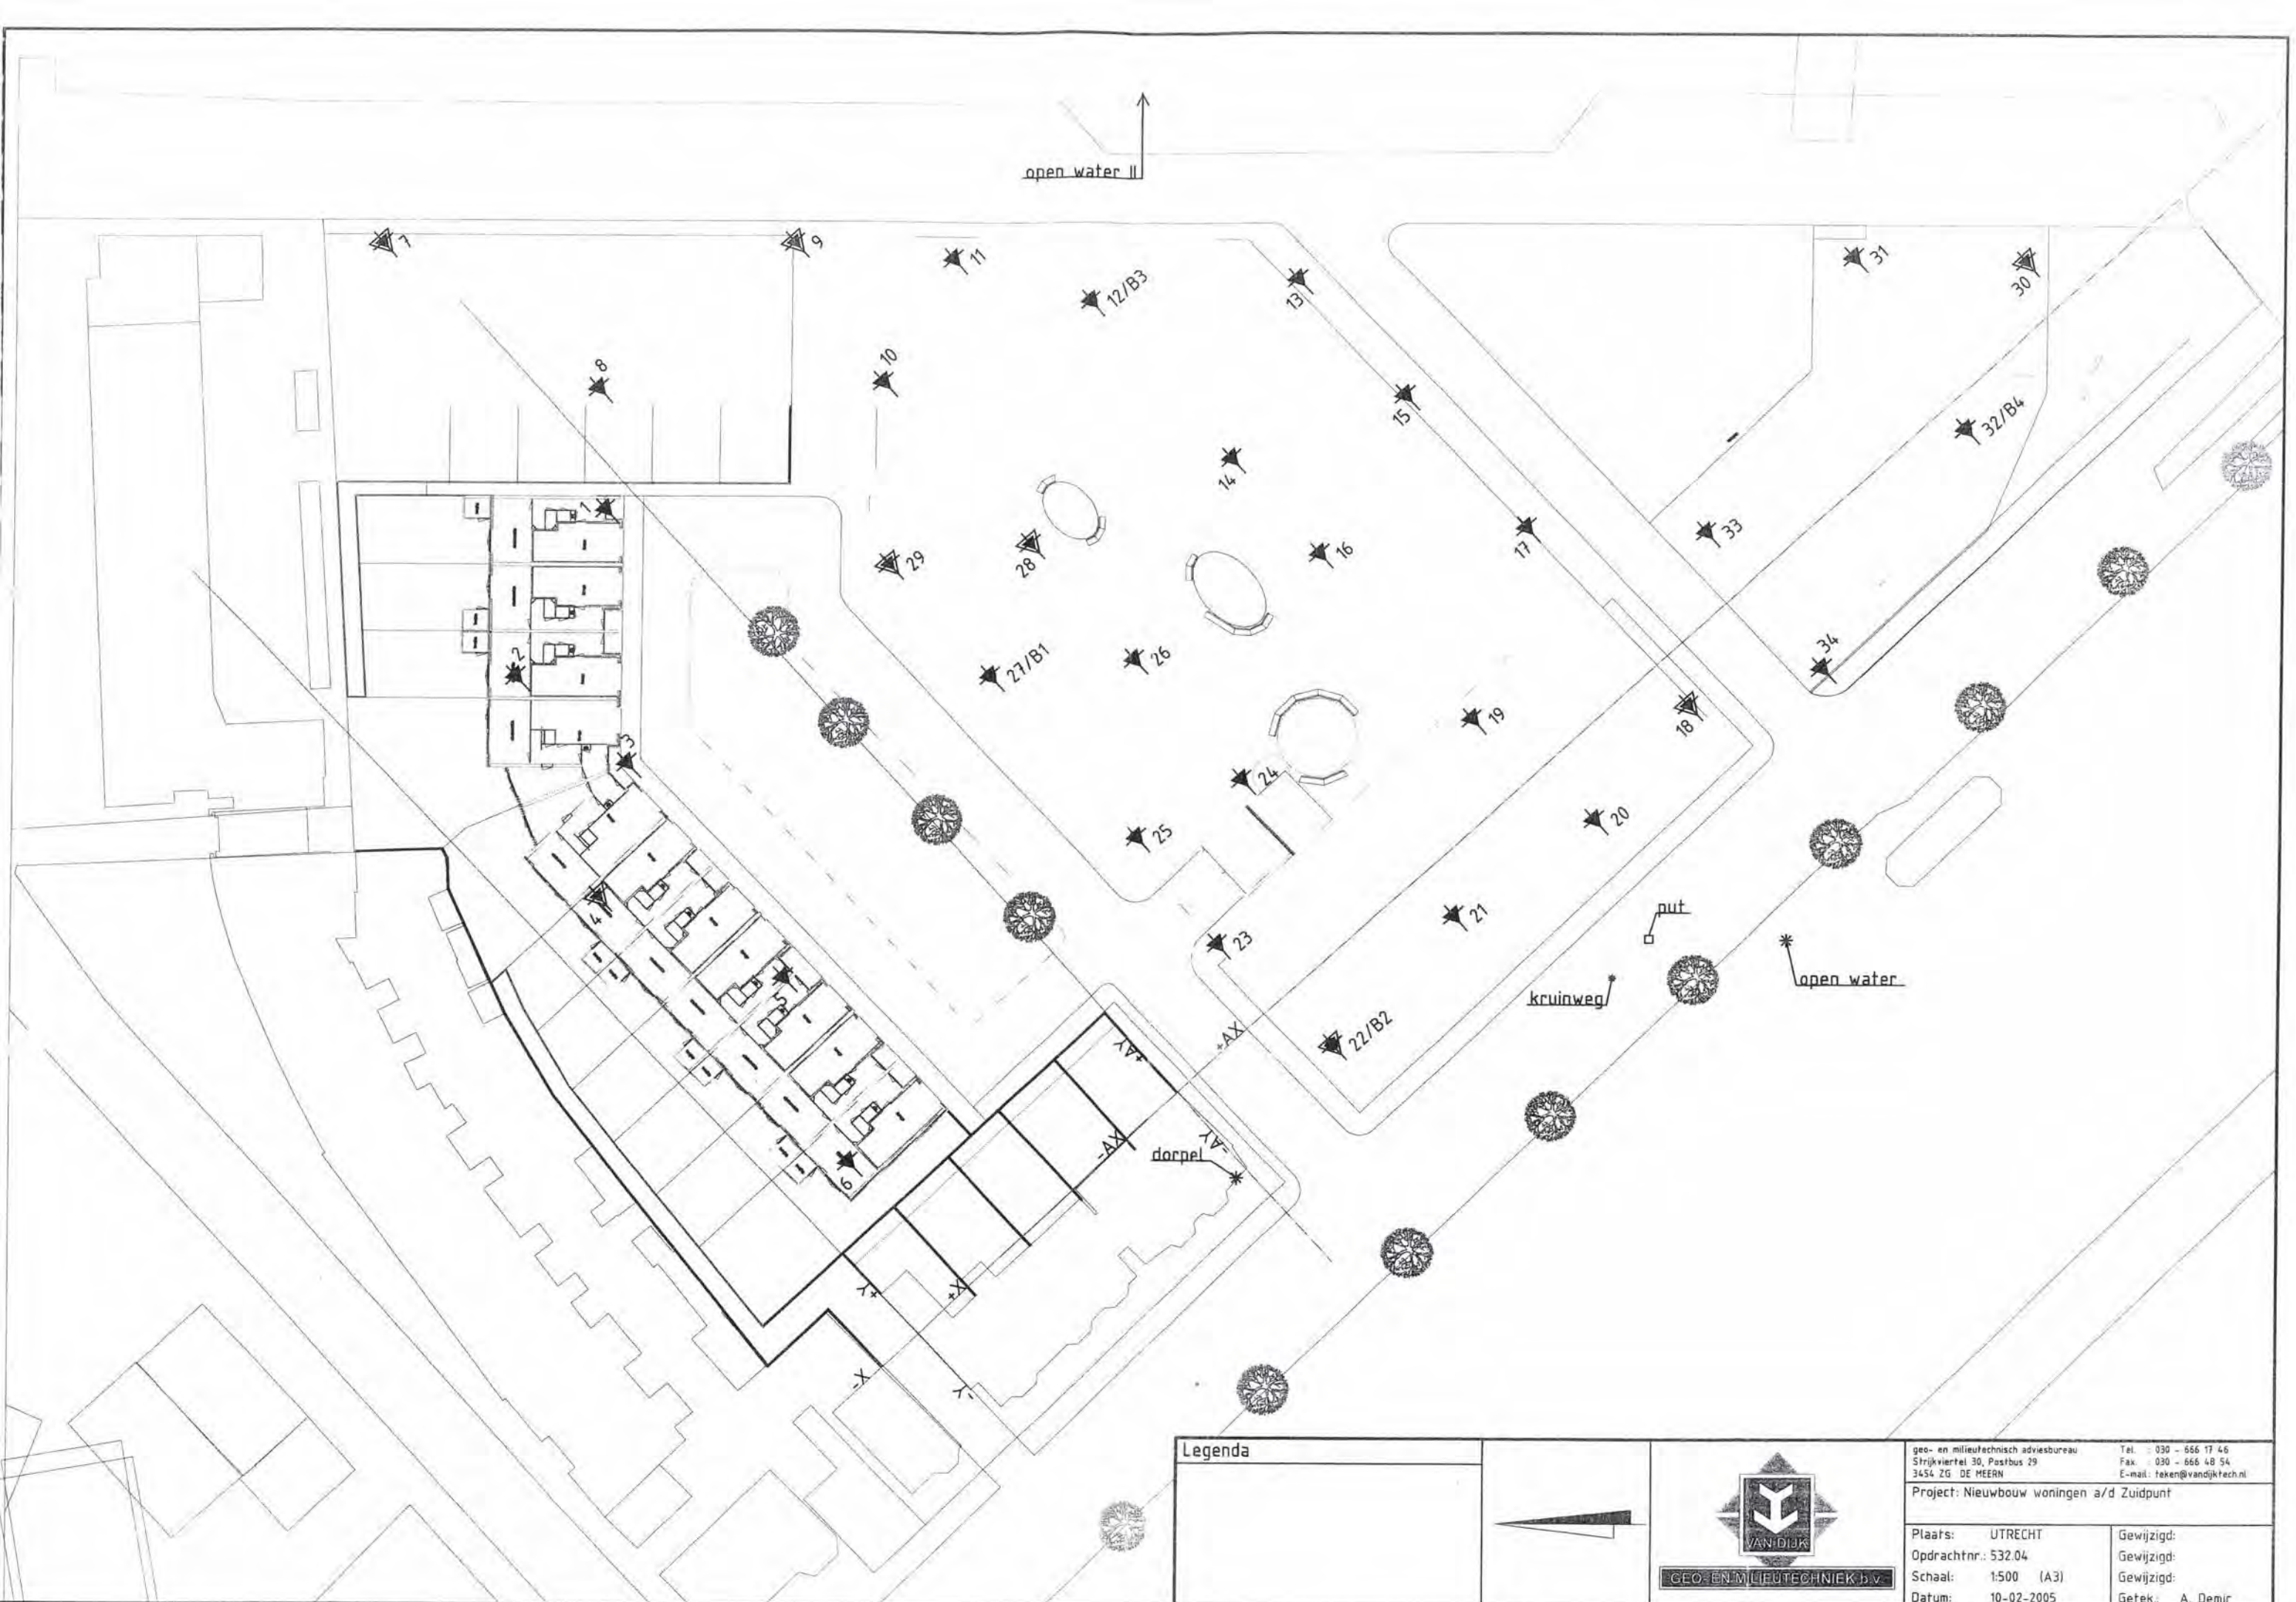 open water II
7
9
11
12/B3
13
31
30
8
10
15
32/B4
14
1
29
28
16
17
33
2
27/B1
26
34
3
19
18
24
25
20
4
21
23
put
5
kruinweg
open water
22/B2
+AX
+AY
-AX
-AY
dorpel
6
+Y
+X
-X
-Y
Legenda
VAN DIJK
GEO- EN MILIEUTECHNIEK b.v.
geo- en milieutechnisch adviesbureau
Strijkviertel 30, Postbus 29
3454 ZG DE MEERN
Tel. : 030 - 666 17 46
Fax. : 030 - 666 48 54
E-mail: teken@vandijktech.nl
Project: Nieuwbouw woningen a/d Zuidpunt
Plaats: UTRECHT
Opdrachtnr.: 532.04
Schaal: 1:500 (A3)
Datum: 10-02-2005
Gewijzigd:
Gewijzigd:
Gewijzigd:
Getek.: A. Demir